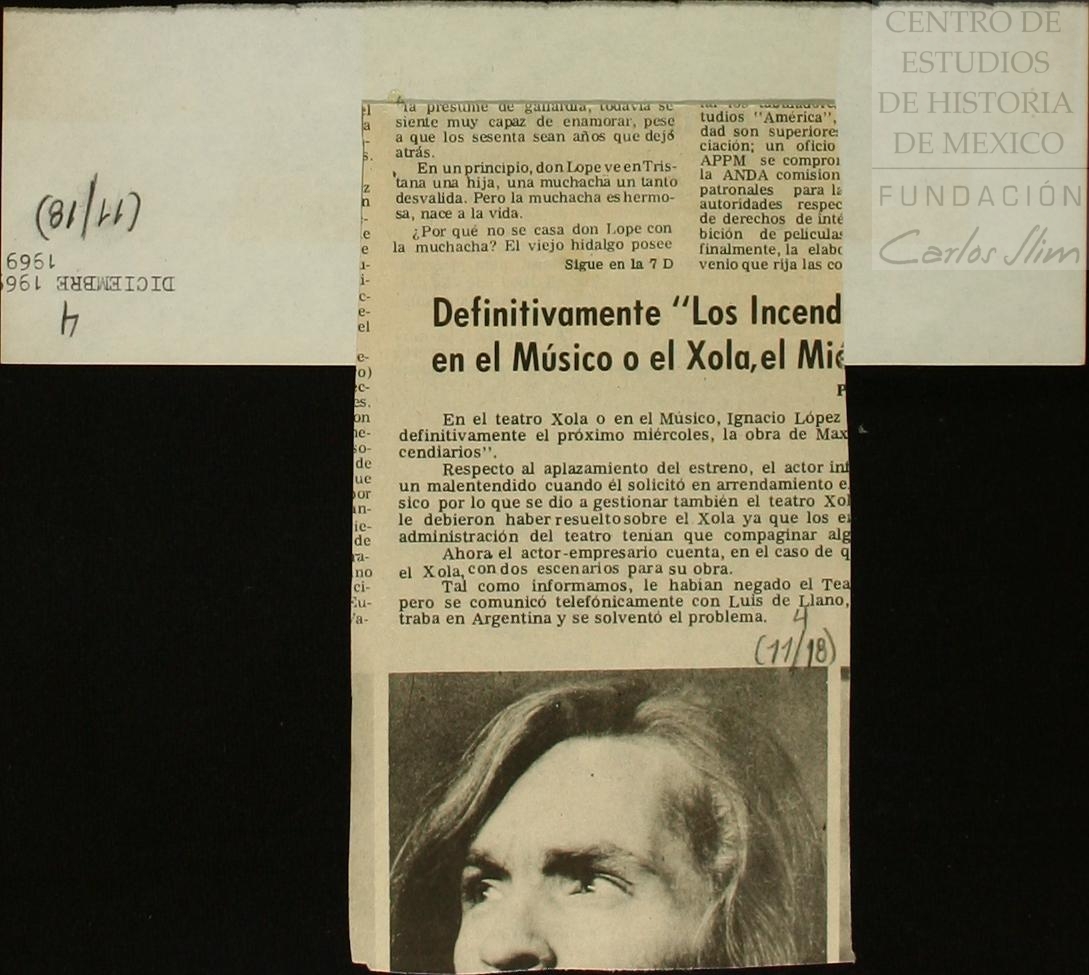 CENTRO DE
ESTUDIOS
DE HISTORIA
DE MEXICO
FUNDACIÓN
Carlos Slim
(11/18)
1969
DICIEMBRE 1969
4
la presume de gallardía, todavía se
siente muy capaz de enamorar, pese
a que los sesenta sean años que dejó
atrás.
En un principio, don Lope ve en Tris-
tana una hija, una muchacha un tanto
desvalida. Pero la muchacha es hermo-
sa, nace a la vida.
¿Por qué no se casa don Lope con
la muchacha? El viejo hidalgo posee
Sigue en la 7 D
tudios "América",
dad son superiores
ciación; un oficio
APPM se compro
la ANDA comision
patronales para la
autoridades respec
de derechos de inté
bición de películas
finalmente, la elabo
venio que rija las co
Definitivamente "Los Incend
en el Músico o el Xola, el Mié
P
En el teatro Xola o en el Músico, Ignacio López
definitivamente el próximo miércoles, la obra de Max
cendiarios".
Respecto al aplazamiento del estreno, el actor inf
un malentendido cuando él solicitó en arrendamiento e
sico por lo que se dio a gestionar también el teatro Xol
le debieron haber resuelto sobre el Xola ya que los e
administración del teatro tenían que compaginar alg
Ahora el actor-empresario cuenta, en el caso de q
el Xola, con dos escenarios para su obra.
Tal como informamos, le habían negado el Tea
pero se comunicó telefónicamente con Luis de Llano,
traba en Argentina y se solventó el problema.
4
(11/18)